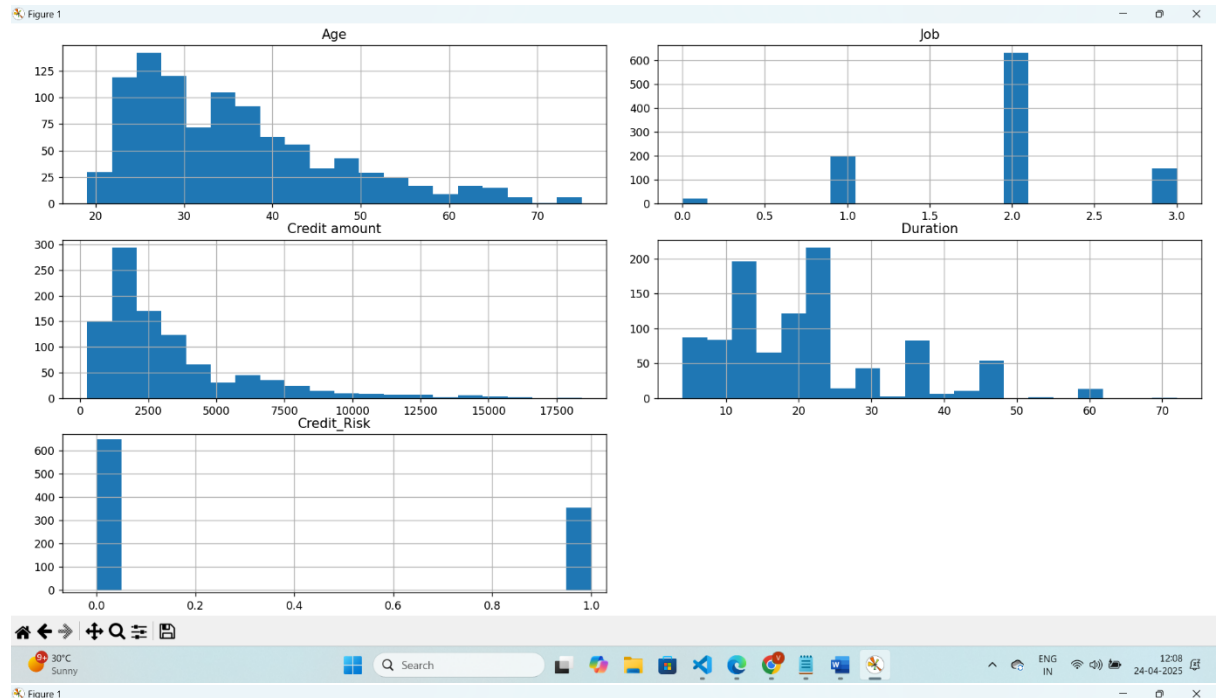 Figure 1
Age
125
100
75
50
25
0
20 30 40 50 60 70
Job
600
500
400
300
200
100
0
0.0 0.5 1.0 1.5 2.0 2.5 3.0
Credit amount
300
250
200
150
100
50
0
0 2500 5000 7500 10000 12500 15000 17500
Duration
200
150
100
50
0
10 20 30 40 50 60 70
Credit_Risk
600
500
400
300
200
100
0
0.0 0.2 0.4 0.6 0.8 1.0
9+
30°C
Sunny
Search
ENG
IN
12:08
24-04-2025
Figure 1